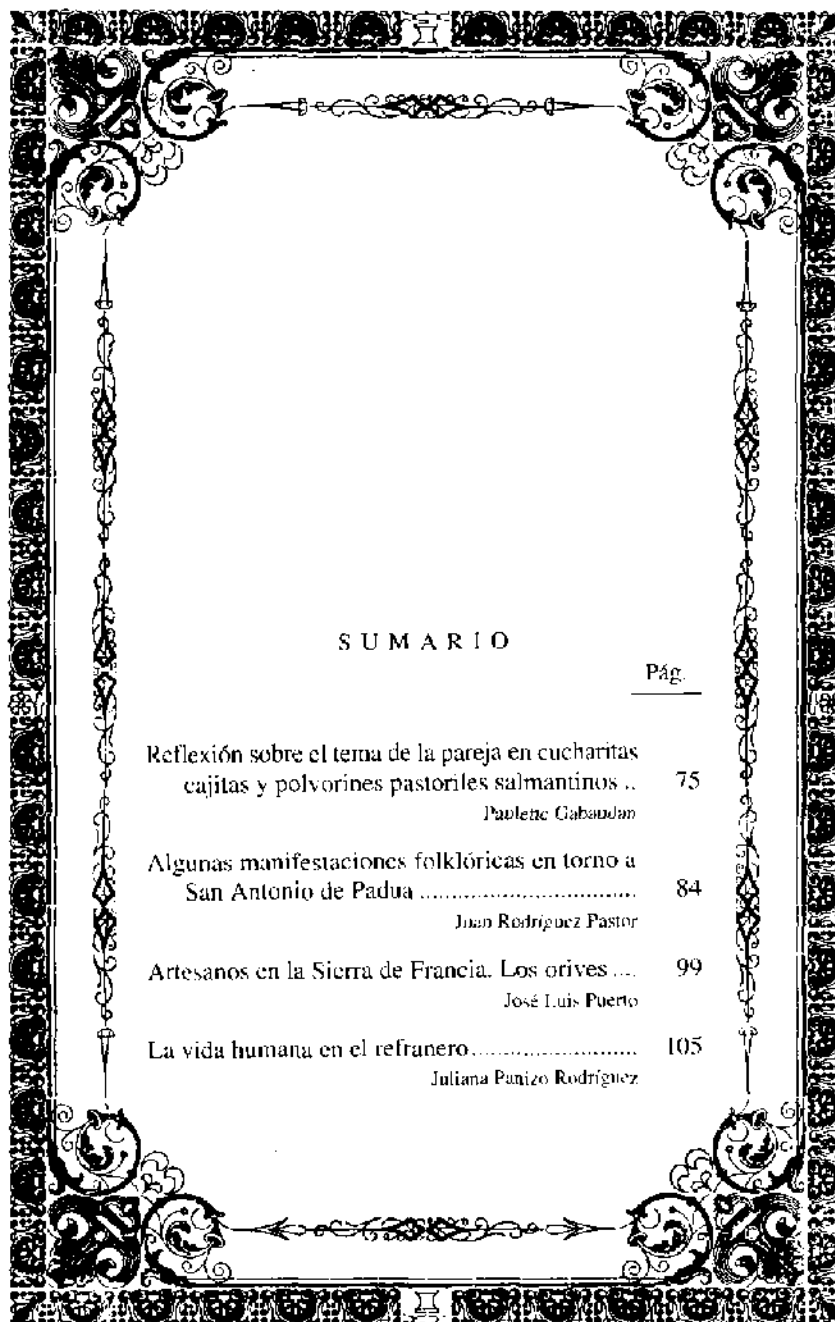 SUMARIO
Pág.
Reflexión sobre el tema de la pareja en cucharitas
cajitas y polvorines pastoriles salmantinos .. 75
Paulette Gabaudan
Algunas manifestaciones folklóricas en torno a
San Antonio de Padua ................................. 84
Juan Rodríguez Pastor
Artesanos en la Sierra de Francia. Los orives .... 99
José Luis Puerto
La vida humana en el refranero......................... 105
Juliana Panizo Rodríguez